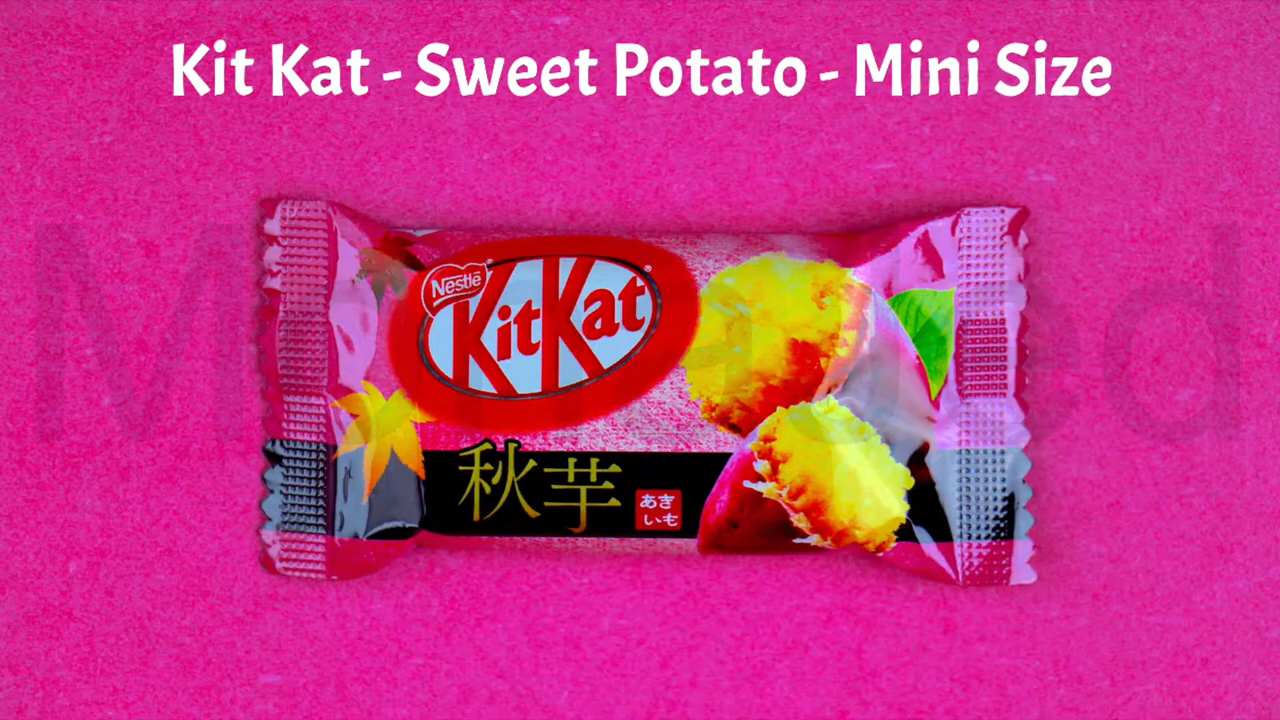 Kit Kat - Sweet Potato - Mini Size
Nestlé
KitKat
秋芋
あき
いも